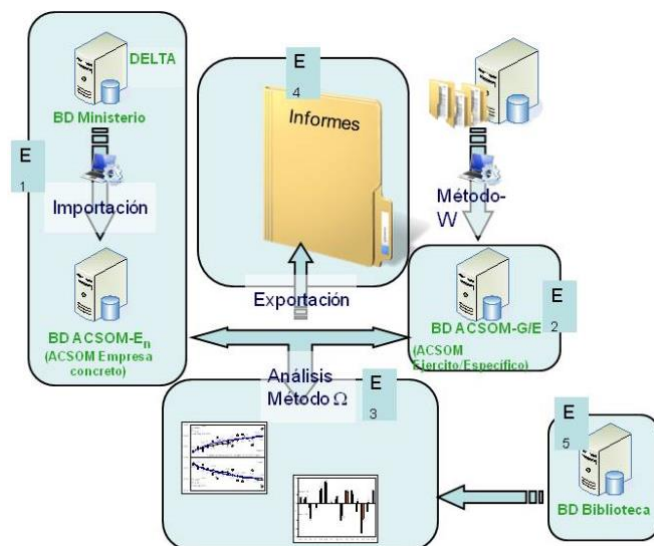 DELTA
BD Ministerio
E
1
Importación
BD ACSOM-En
(ACSOM Empresa
concreto)
E
4
Informes
Exportación
Método-
W
BD ACSOM-G/E
(ACSOM
Ejercito/Específico)
E
2
Análisis
Método Ω
E
3
E
5
BD Biblioteca